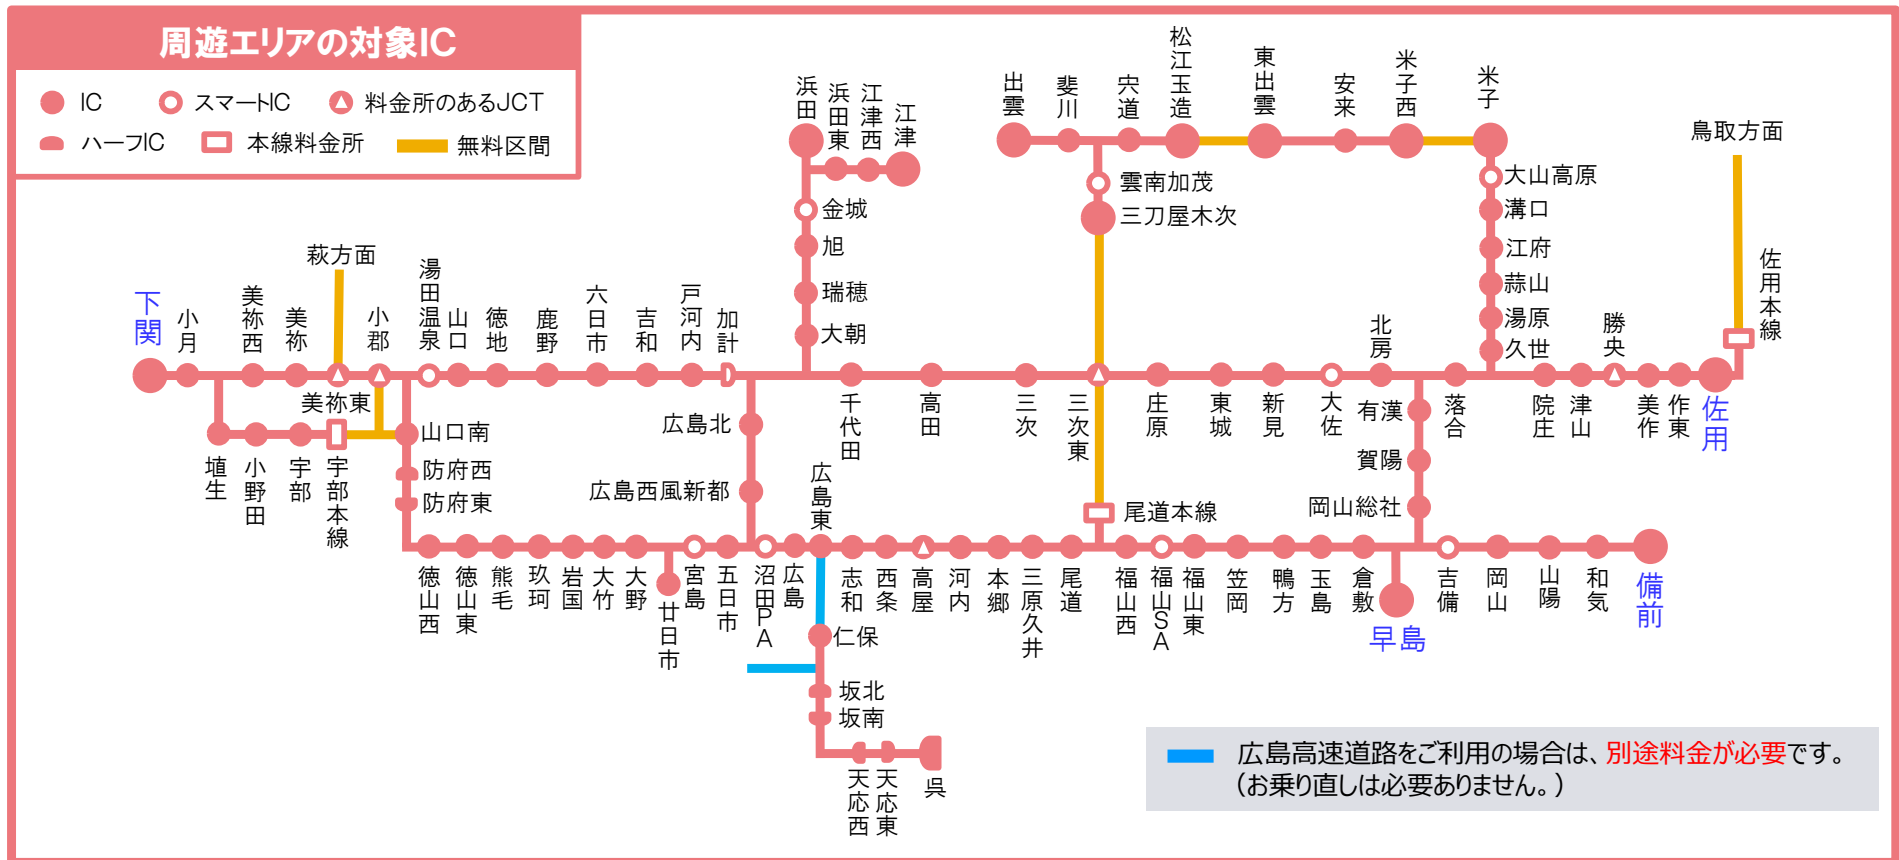 周遊エリアの対象IC
IC
スマートIC
料金所のあるJCT
ハーフIC
本線料金所
無料区間
浜田
浜田東
江津西
江津
金城
旭
瑞穂
大朝
出雲
斐川
宍道
松江玉造
東出雲
安来
米子西
米子
雲南加茂
三刀屋木次
大山高原
溝口
江府
蒜山
湯原
久世
鳥取方面
佐用本線
萩方面
下関
小月
美祢西
美祢
美祢東
小郡
湯田温泉
山口
徳地
鹿野
六日市
吉和
戸河内
加計
千代田
高田
三次
三次東
庄原
東城
新見
大佐
北房
落合
院庄
津山
勝央
美作
作東
佐用
埴生
小野田
宇部
宇部本線
山口南
防府西
防府東
広島北
広島西風新都
広島東
尾道本線
有漢
賀陽
岡山総社
徳山西
徳山東
熊毛
玖珂
岩国
大竹
大野
廿日市
宮島
五日市
沼田PA
広島
志和
西条
高屋
河内
本郷
三原久井
尾道
福山西
福山SA
福山東
笠岡
鴨方
玉島
倉敷
早島
吉備
岡山
山陽
和気
備前
仁保
坂北
坂南
天応西
天応東
呉
広島高速道路をご利用の場合は、別途料金が必要です。
（お乗り直しは必要ありません。）